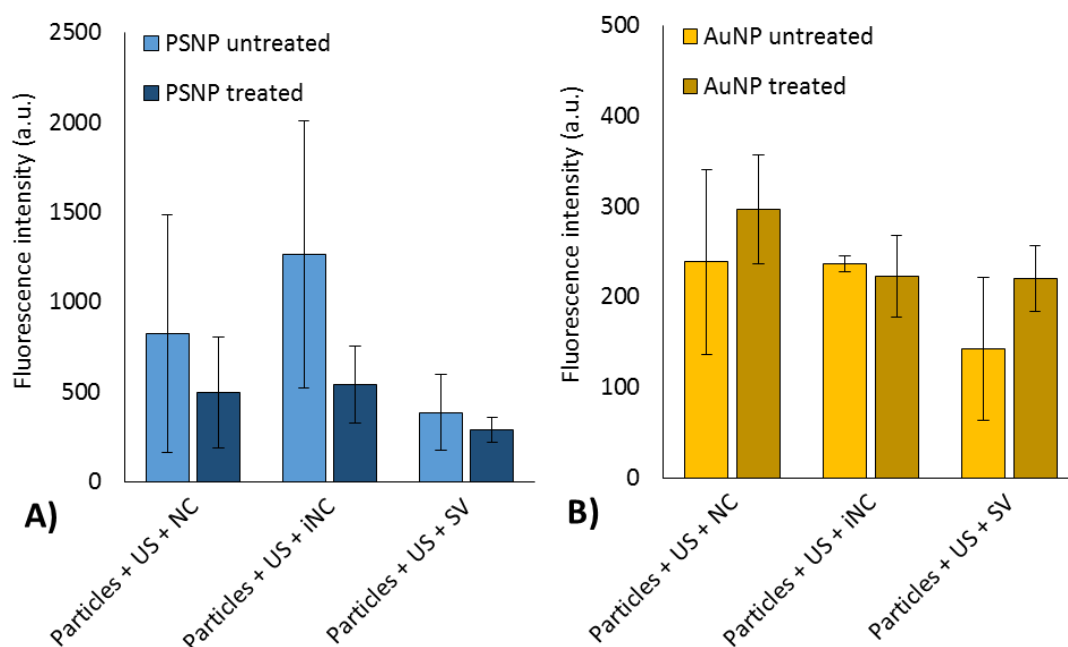 Fluorescence intensity (a.u.)
2500
2000
1500
1000
500
0
PSNP untreated
PSNP treated
A)
Particles + US + NC
Particles + US + iNC
Particles + US + SV
Fluorescence intensity (a.u.)
500
400
300
200
100
0
AuNP untreated
AuNP treated
B)
Particles + US + NC
Particles + US + iNC
Particles + US + SV